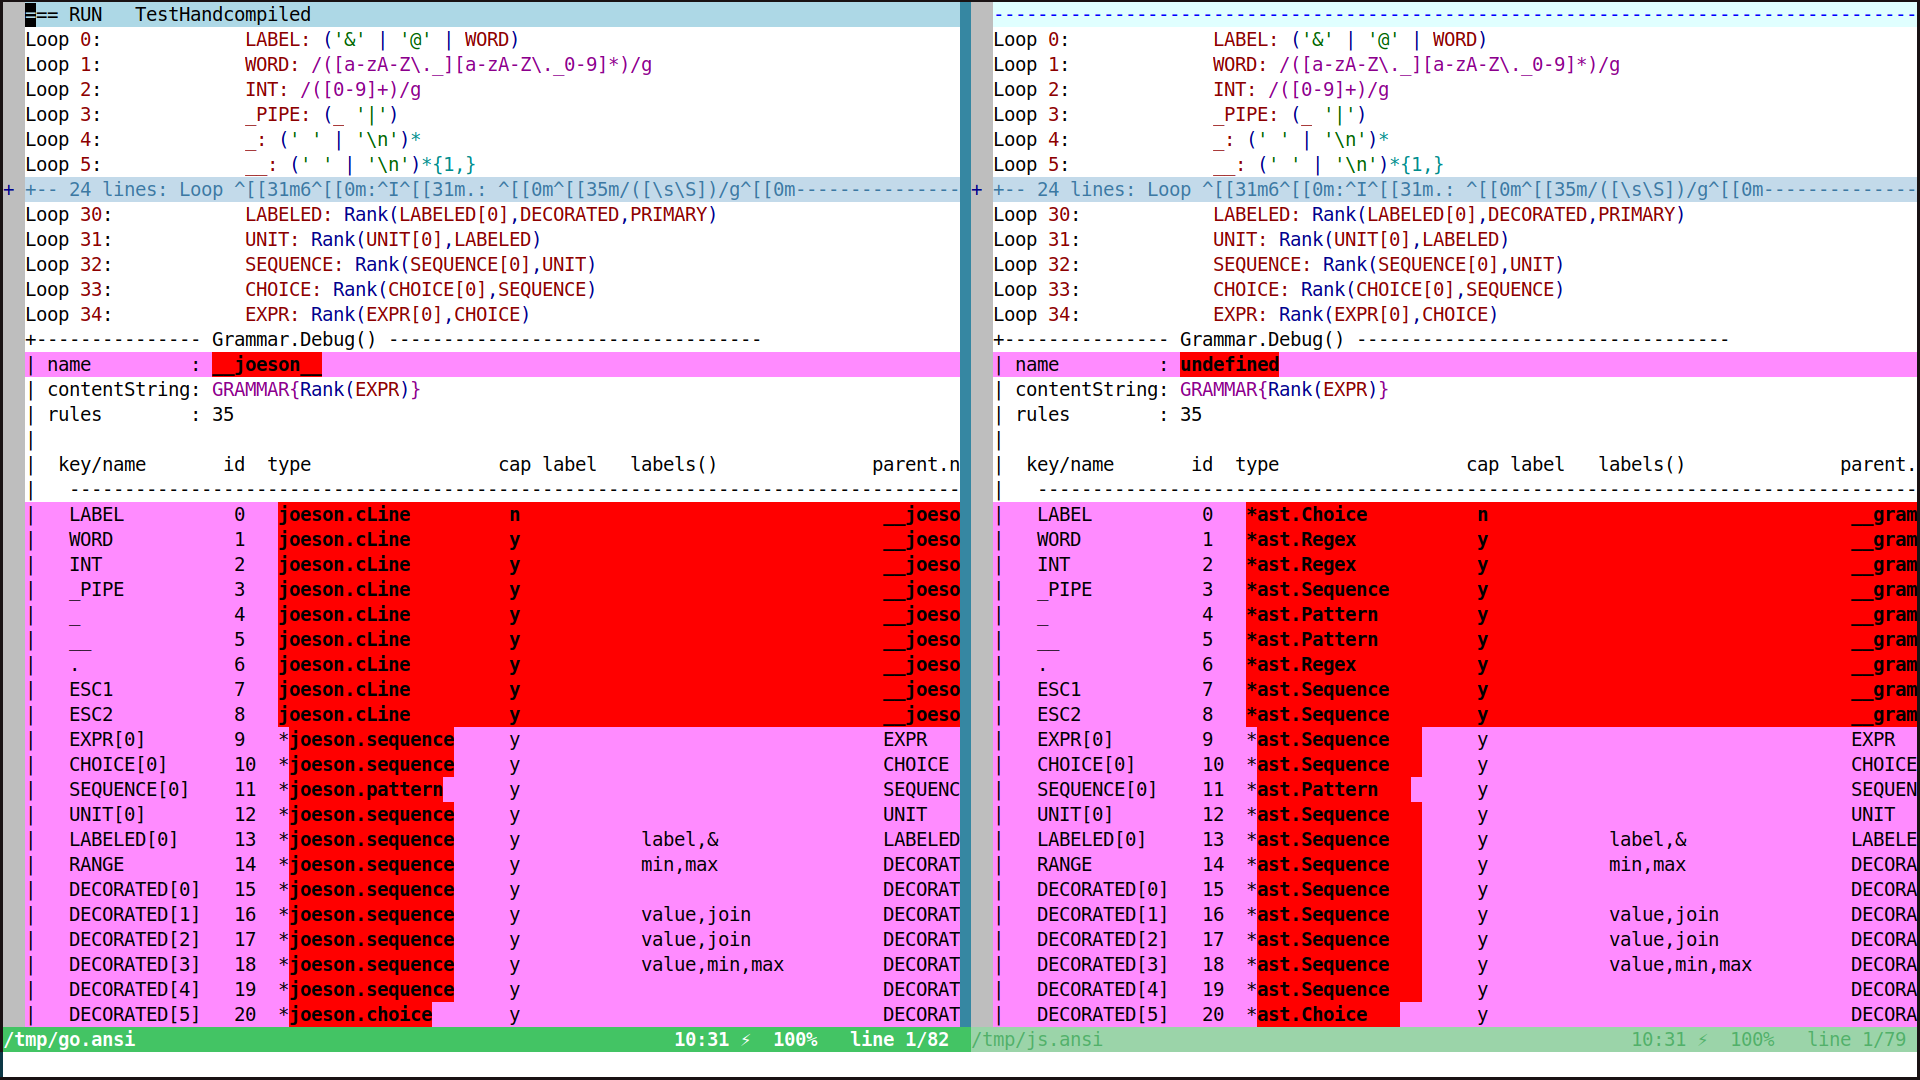 === RUN   TestHandcompiled
Loop 0:             LABEL: ('&' | '@' | WORD)
Loop 1:             WORD: /([a-zA-Z\._][a-zA-Z\._0-9]*)/g
Loop 2:             INT: /([0-9]+)/g
Loop 3:             _PIPE: (_ '|')
Loop 4:             _: (' ' | '\n')*
Loop 5:             __: (' ' | '\n')*{1,}
+ +-- 24 lines: Loop ^[[31m6^[[0m:^I^[[31m.: ^[[0m^[[35m/([\s\S])/g^[[0m---------------
Loop 30:            LABELED: Rank(LABELED[0],DECORATED,PRIMARY)
Loop 31:            UNIT: Rank(UNIT[0],LABELED)
Loop 32:            SEQUENCE: Rank(SEQUENCE[0],UNIT)
Loop 33:            CHOICE: Rank(CHOICE[0],SEQUENCE)
Loop 34:            EXPR: Rank(EXPR[0],CHOICE)
+--------------- Grammar.Debug() ----------------------------------
| name         : __joeson__
| contentString: GRAMMAR{Rank(EXPR)}
| rules        : 35
|
|  key/name       id  type                 cap label   labels()              parent.n
|   ---------------------------------------------------------------------------------
|   LABEL          0   joeson.cLine         n                                 __joeso
|   WORD           1   joeson.cLine         y                                 __joeso
|   INT            2   joeson.cLine         y                                 __joeso
|   _PIPE          3   joeson.cLine         y                                 __joeso
|   _              4   joeson.cLine         y                                 __joeso
|   __             5   joeson.cLine         y                                 __joeso
|   .              6   joeson.cLine         y                                 __joeso
|   ESC1           7   joeson.cLine         y                                 __joeso
|   ESC2           8   joeson.cLine         y                                 __joeso
|   EXPR[0]        9   *joeson.sequence     y                                 EXPR
|   CHOICE[0]      10  *joeson.sequence     y                                 CHOICE
|   SEQUENCE[0]    11  *joeson.pattern      y                                 SEQUENC
|   UNIT[0]        12  *joeson.sequence     y                                 UNIT
|   LABELED[0]     13  *joeson.sequence     y           label,&               LABELED
|   RANGE          14  *joeson.sequence     y           min,max               DECORAT
|   DECORATED[0]   15  *joeson.sequence     y                                 DECORAT
|   DECORATED[1]   16  *joeson.sequence     y           value,join            DECORAT
|   DECORATED[2]   17  *joeson.sequence     y           value,join            DECORAT
|   DECORATED[3]   18  *joeson.sequence     y           value,min,max         DECORAT
|   DECORATED[4]   19  *joeson.sequence     y                                 DECORAT
|   DECORATED[5]   20  *joeson.choice       y                                 DECORAT
/tmp/go.ansi                                                 10:31 ⚡  100%   line 1/82
------------------------------------------------------------------------------------
Loop 0:             LABEL: ('&' | '@' | WORD)
Loop 1:             WORD: /([a-zA-Z\._][a-zA-Z\._0-9]*)/g
Loop 2:             INT: /([0-9]+)/g
Loop 3:             _PIPE: (_ '|')
Loop 4:             _: (' ' | '\n')*
Loop 5:             __: (' ' | '\n')*{1,}
+ +-- 24 lines: Loop ^[[31m6^[[0m:^I^[[31m.: ^[[0m^[[35m/([\s\S])/g^[[0m--------------
Loop 30:            LABELED: Rank(LABELED[0],DECORATED,PRIMARY)
Loop 31:            UNIT: Rank(UNIT[0],LABELED)
Loop 32:            SEQUENCE: Rank(SEQUENCE[0],UNIT)
Loop 33:            CHOICE: Rank(CHOICE[0],SEQUENCE)
Loop 34:            EXPR: Rank(EXPR[0],CHOICE)
+--------------- Grammar.Debug() ----------------------------------
| name         : undefined
| contentString: GRAMMAR{Rank(EXPR)}
| rules        : 35
|
|  key/name       id  type                 cap label   labels()              parent.
|   --------------------------------------------------------------------------------
|   LABEL          0   *ast.Choice          n                                 __gram
|   WORD           1   *ast.Regex           y                                 __gram
|   INT            2   *ast.Regex           y                                 __gram
|   _PIPE          3   *ast.Sequence        y                                 __gram
|   _              4   *ast.Pattern         y                                 __gram
|   __             5   *ast.Pattern         y                                 __gram
|   .              6   *ast.Regex           y                                 __gram
|   ESC1           7   *ast.Sequence        y                                 __gram
|   ESC2           8   *ast.Sequence        y                                 __gram
|   EXPR[0]        9   *ast.Sequence        y                                 EXPR
|   CHOICE[0]      10  *ast.Sequence        y                                 CHOICE
|   SEQUENCE[0]    11  *ast.Pattern         y                                 SEQUEN
|   UNIT[0]        12  *ast.Sequence        y                                 UNIT
|   LABELED[0]     13  *ast.Sequence        y           label,&               LABELE
|   RANGE          14  *ast.Sequence        y           min,max               DECORA
|   DECORATED[0]   15  *ast.Sequence        y                                 DECORA
|   DECORATED[1]   16  *ast.Sequence        y           value,join            DECORA
|   DECORATED[2]   17  *ast.Sequence        y           value,join            DECORA
|   DECORATED[3]   18  *ast.Sequence        y           value,min,max         DECORA
|   DECORATED[4]   19  *ast.Sequence        y                                 DECORA
|   DECORATED[5]   20  *ast.Choice          y                                 DECORA
/tmp/js.ansi                                                10:31 ⚡  100%   line 1/79